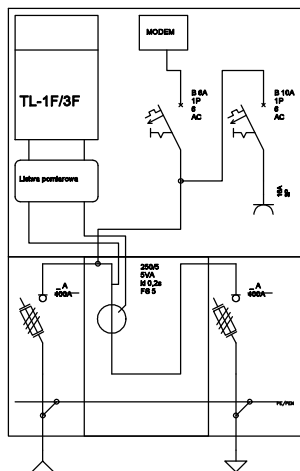 MODEM
TL-1F/3F
B 6A
1P
6
AC
B 10A
1P
6
AC
Listwa pomiarowa
16A
250/5
5VA
kl 0,2s
FS 5
_ A
400A
_ A
400A
PE/PEN